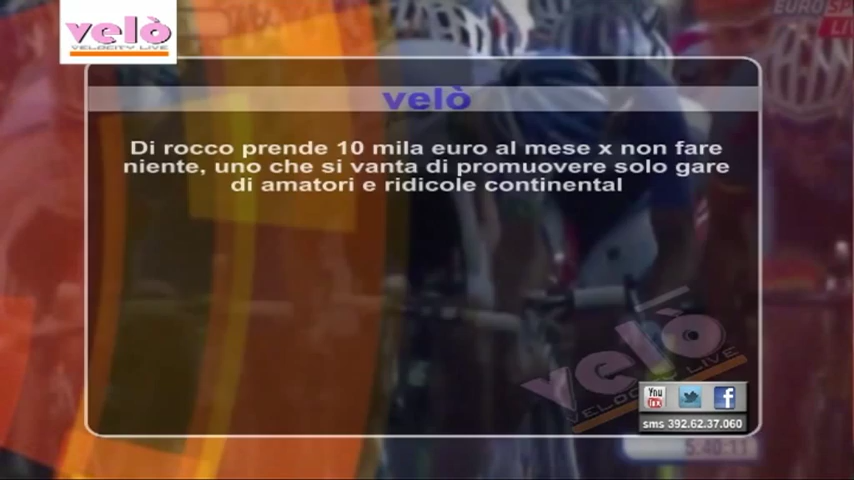 velò
VELOCITY LIVE
EUROSP
LI
velò
Di rocco prende 10 mila euro al mese x non fare
niente, uno che si vanta di promuovere solo gare
di amatori e ridicole continental
velò
VELOCITY LIVE
sms 392.62.37.060
5:40:11